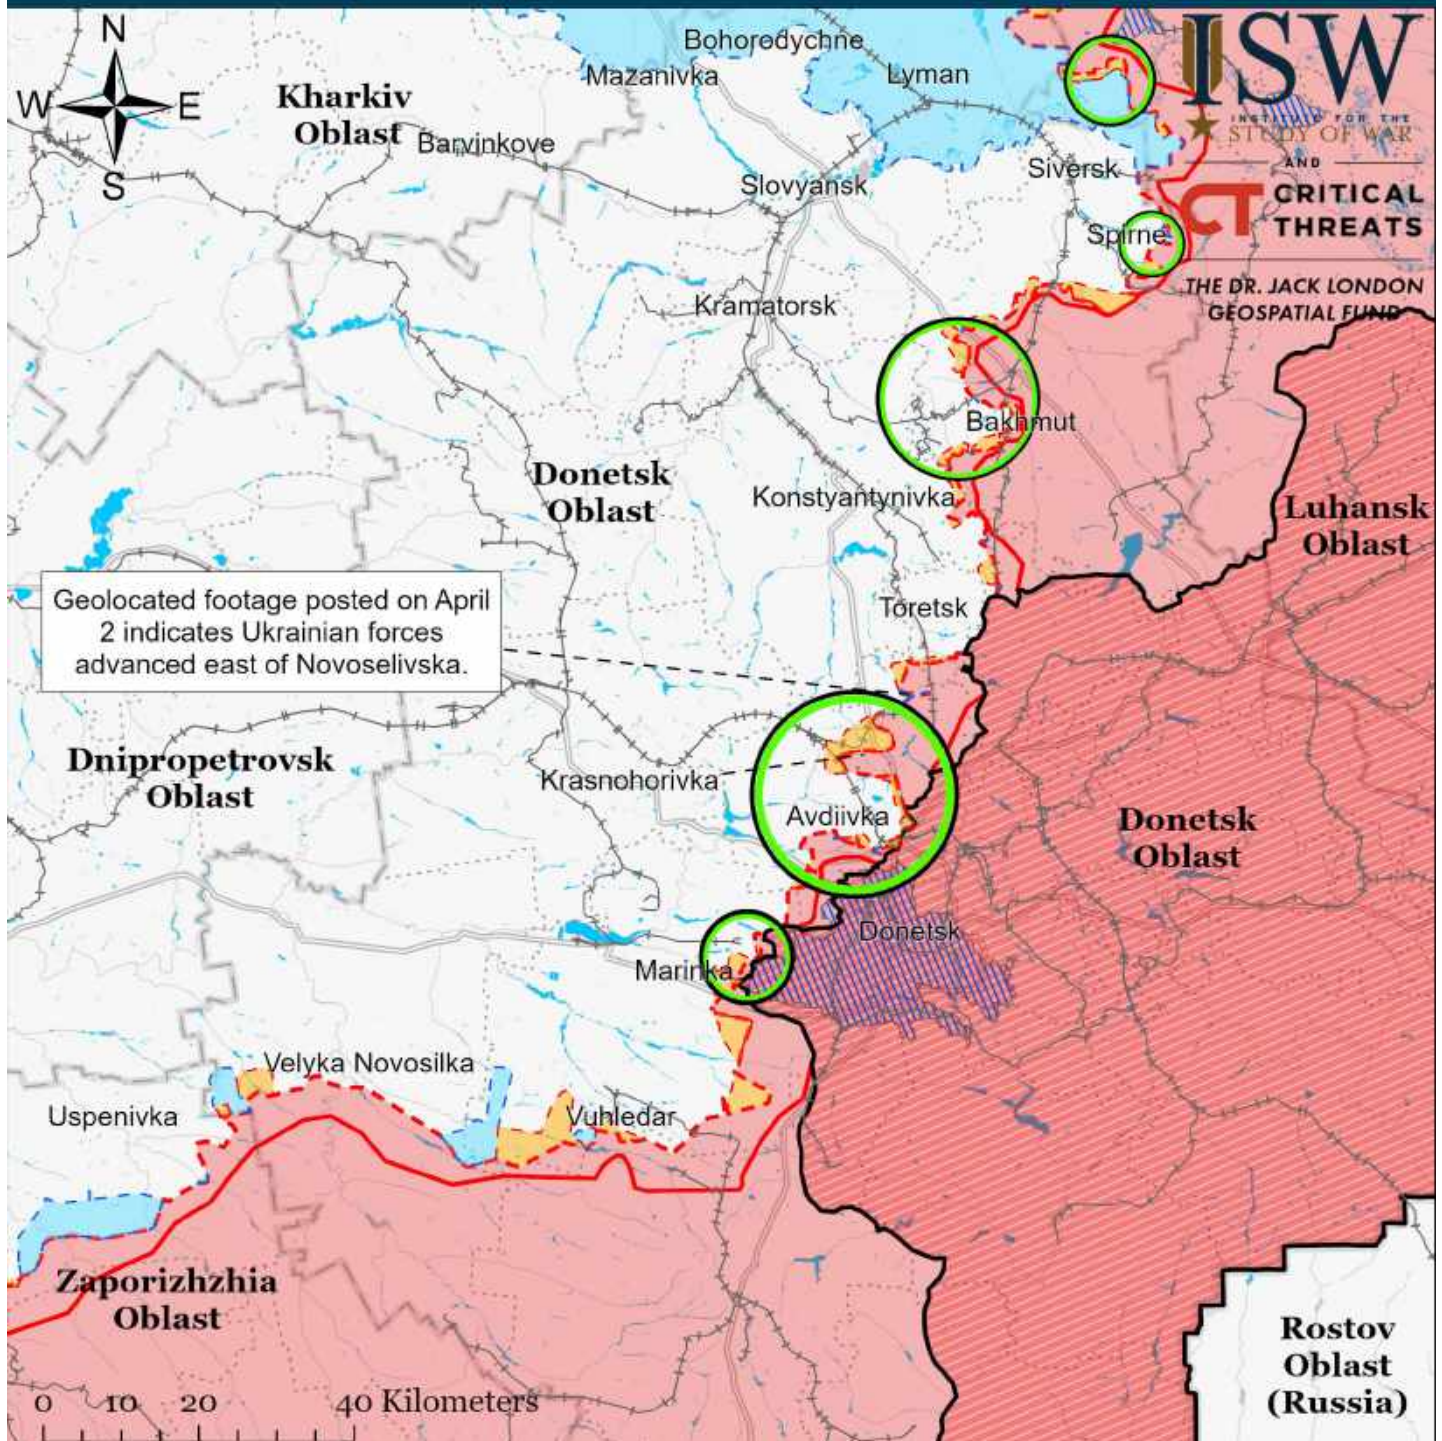 N
W
E
S
Kharkiv
Oblast
Bohorodychne
Mazanivka
Lyman
Barvinkove
Slovyansk
Siversk
Spirne
Kramatorsk
Bakhmut
Donetsk
Oblast
Konstyantynivka
Luhansk
Oblast
Toretsk
Geolocated footage posted on April
2 indicates Ukrainian forces
advanced east of Novoselivska.
Dnipropetrovsk
Oblast
Krasnohorivka
Avdiivka
Donetsk
Oblast
Donetsk
Marinka
Velyka Novosilka
Uspenivka
Vuhledar
Zaporizhzhia
Oblast
Rostov
Oblast
(Russia)
0 10 20 40 Kilometers
ISW
INSTITUTE FOR THE
STUDY OF WAR
AND
CT CRITICAL
THREATS
THE DR. JACK LONDON
GEOSPATIAL FUND